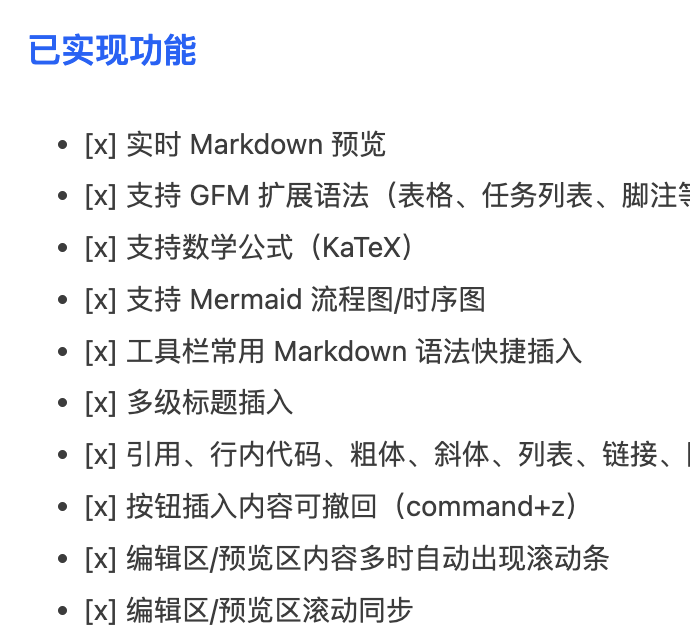 已实现功能
• [x] 实时 Markdown 预览
• [x] 支持 GFM 扩展语法（表格、任务列表、脚注等
• [x] 支持数学公式（KaTeX）
• [x] 支持 Mermaid 流程图/时序图
• [x] 工具栏常用 Markdown 语法快捷插入
• [x] 多级标题插入
• [x] 引用、行内代码、粗体、斜体、列表、链接、
• [x] 按钮插入内容可撤回（command+z）
• [x] 编辑区/预览区内容多时自动出现滚动条
• [x] 编辑区/预览区滚动同步